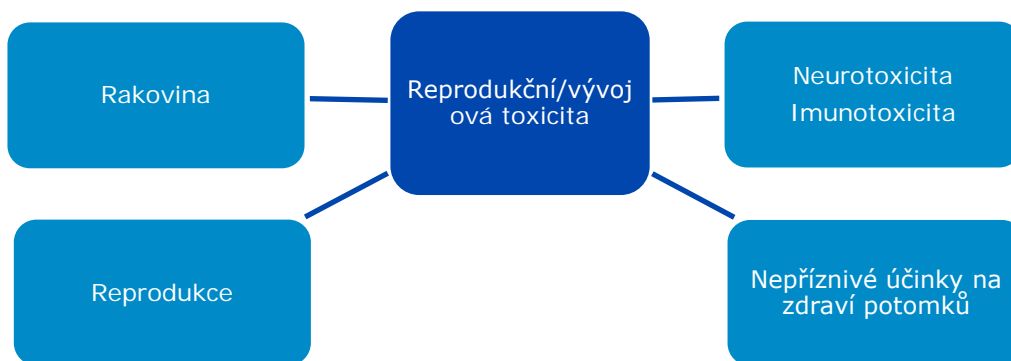 Rakovina
Reprodukční/vývoj
ová toxicita
Neurotoxicita
Imunotoxicita
Reprodukce
Nepříznivé účinky na
zdraví potomků